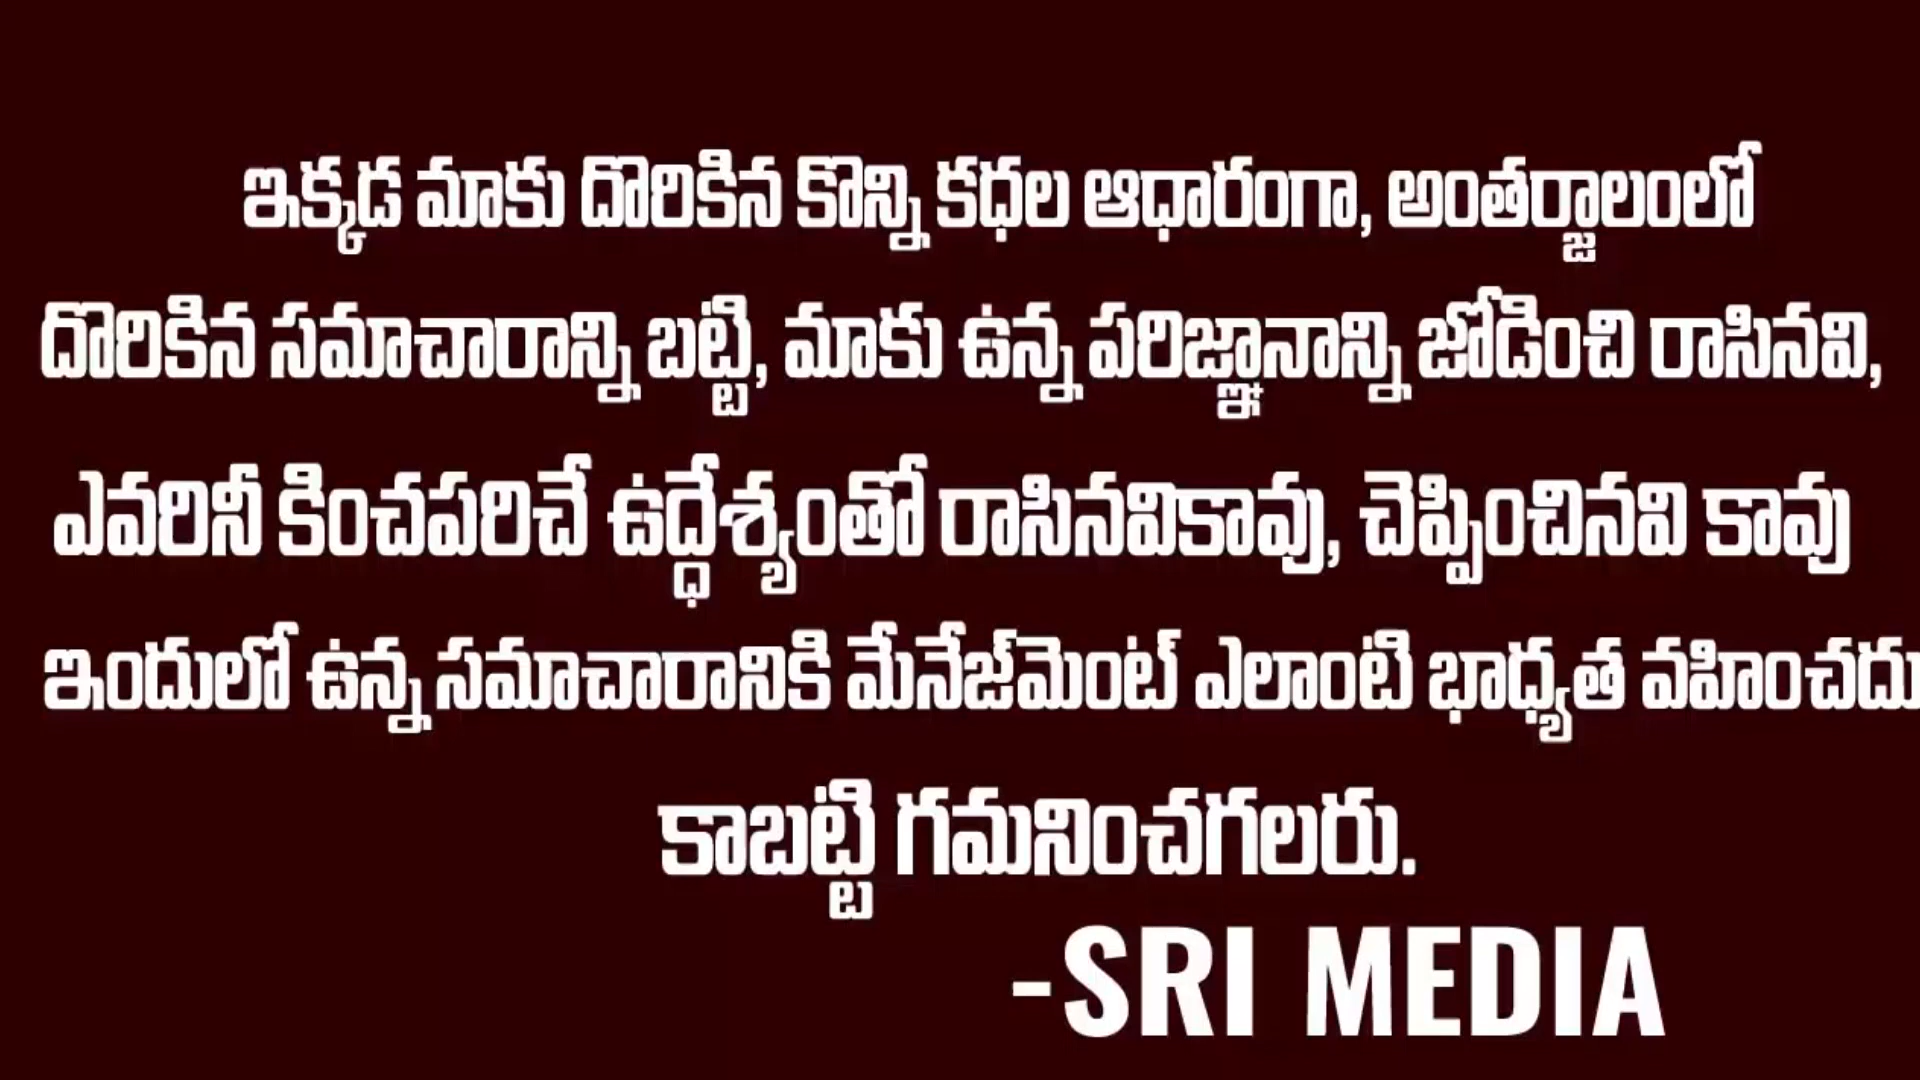 ఇక్కడ మాకు దొరికిన కొన్ని కధల ఆధారంగా, అంతర్జాలంలో
దొరికిన సమాచారాన్ని బట్టి, మాకు ఉన్న పరిజ్ఞానాన్ని జోడించి రాసినవి,
ఎవరినీ కించపరిచే ఉద్ధేశ్యంతో రాసినవికావు, చెప్పించినవి కావు
ఇందులో ఉన్న సమాచారానికి మేనేజ్‌మెంట్ ఎలాంటి భాధ్యత వహించదు
కాబట్టి గమనించగలరు.
-SRI MEDIA